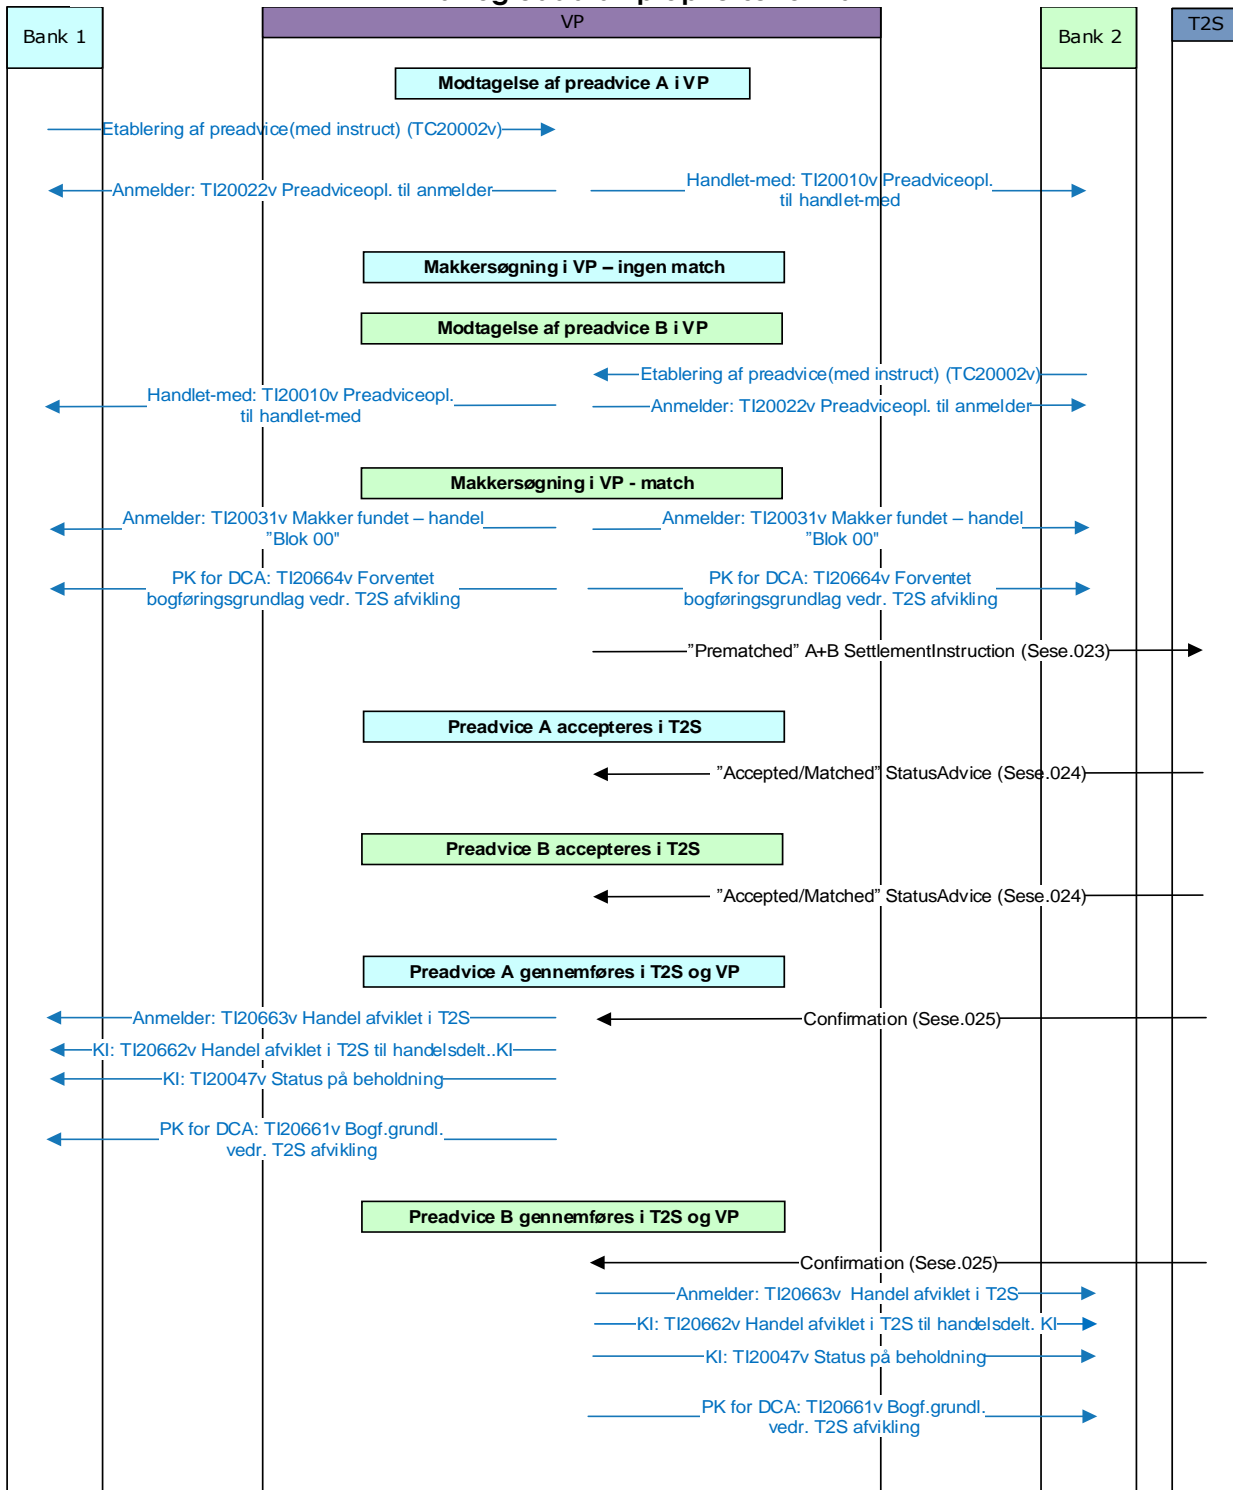 Bank 1
VP
Bank 2
T2S
Modtagelse af preadvice A i VP
Etablering af preadvice(med instruct) (TC20002v)
Anmelder: TI20022v Preadviceopl. til anmelder
Handlet-med: TI20010v Preadviceopl.
til handlet-med
Makkersøgning i VP – ingen match
Modtagelse af preadvice B i VP
Etablering af preadvice(med instruct) (TC20002v)
Handlet-med: TI20010v Preadviceopl.
til handlet-med
Anmelder: TI20022v Preadviceopl. til anmelder
Makkersøgning i VP - match
Anmelder: TI20031v Makker fundet – handel
”Blok 00"
Anmelder: TI20031v Makker fundet – handel
”Blok 00"
PK for DCA: TI20664v Forventet
bogføringsgrundlag vedr. T2S afvikling
PK for DCA: TI20664v Forventet
bogføringsgrundlag vedr. T2S afvikling
”Prematched” A+B SettlementInstruction (Sese.023)
Preadvice A accepteres i T2S
”Accepted/Matched” StatusAdvice (Sese.024)
Preadvice B accepteres i T2S
”Accepted/Matched” StatusAdvice (Sese.024)
Preadvice A gennemføres i T2S og VP
Anmelder: TI20663v Handel afviklet i T2S
Confirmation (Sese.025)
KI: TI20662v Handel afviklet i T2S til handelsdelt..KI
KI: TI20047v Status på beholdning
PK for DCA: TI20661v Bogf.grundl.
vedr. T2S afvikling
Preadvice B gennemføres i T2S og VP
Confirmation (Sese.025)
Anmelder: TI20663v Handel afviklet i T2S
KI: TI20662v Handel afviklet i T2S til handelsdelt. KI
KI: TI20047v Status på beholdning
PK for DCA: TI20661v Bogf.grundl.
vedr. T2S afvikling